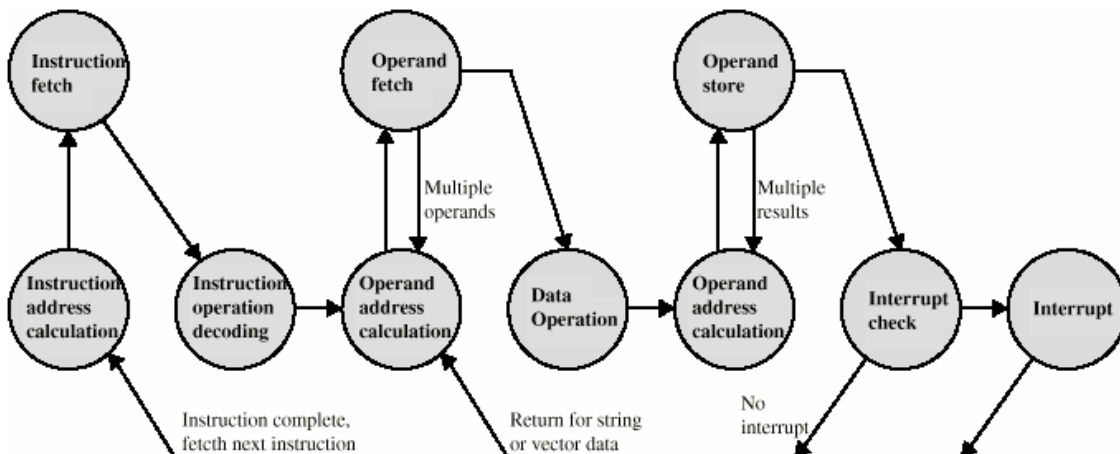 Instruction
fetch
Operand
fetch
Operand
store
Multiple
operands
Multiple
results
Instruction
address
calculation
Instruction
operation
decoding
Operand
address
calculation
Data
Operation
Operand
address
calculation
Interrupt
check
Interrupt
Instruction complete,
fetcth next instruction
Return for string
or vector data
No
interrupt